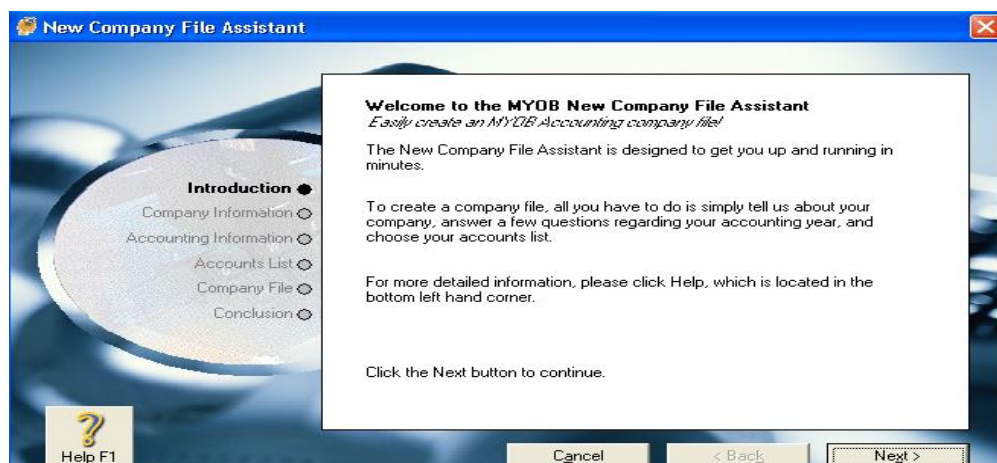 New Company File Assistant
Welcome to the MYOB New Company File Assistant
Easily create an MYOB Accounting company file!
The New Company File Assistant is designed to get you up and running in
minutes.
To create a company file, all you have to do is simply tell us about your
company, answer a few questions regarding your accounting year, and
choose your accounts list.
For more detailed information, please click Help, which is located in the
bottom left hand corner.
Click the Next button to continue.
Introduction
Company Information
Accounting Information
Accounts List
Company File
Conclusion
Help F1
Cancel
< Back
Next >